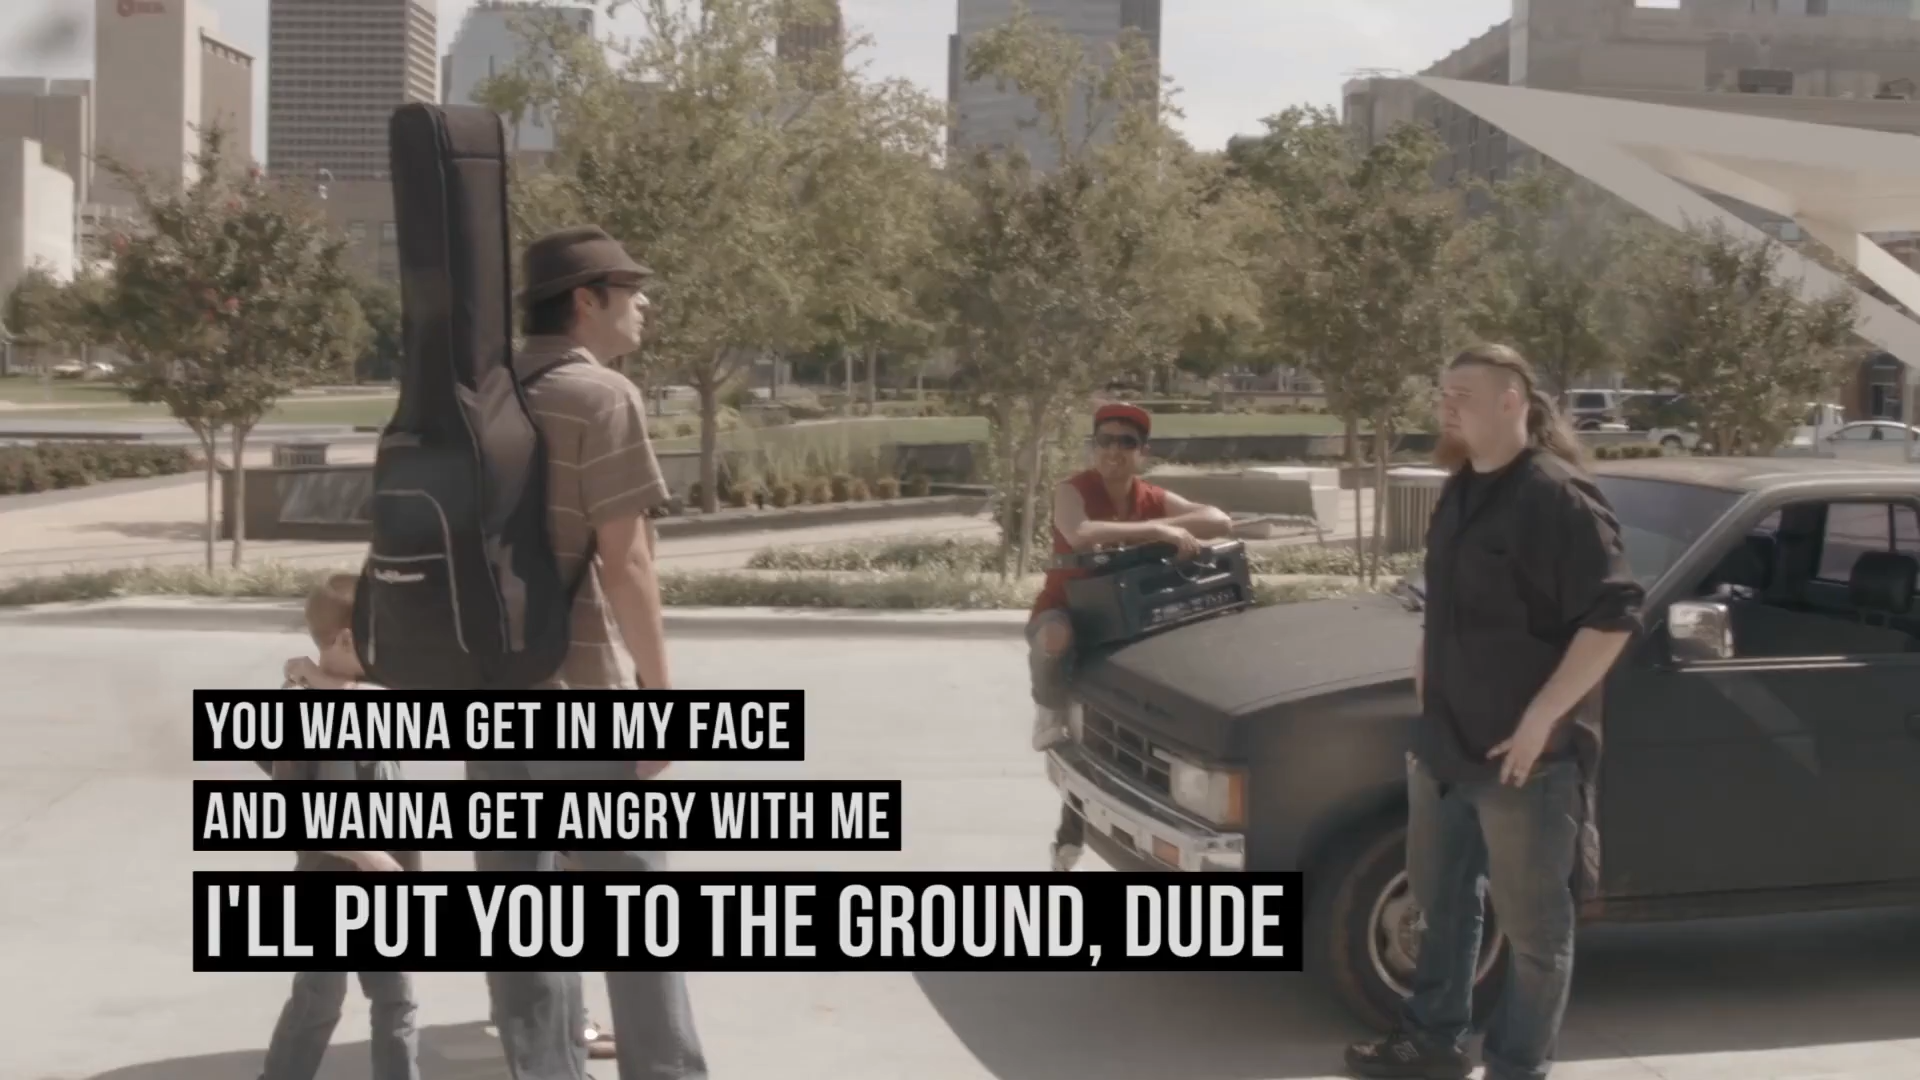 YOU WANNA GET IN MY FACE
AND WANNA GET ANGRY WITH ME
I'LL PUT YOU TO THE GROUND, DUDE